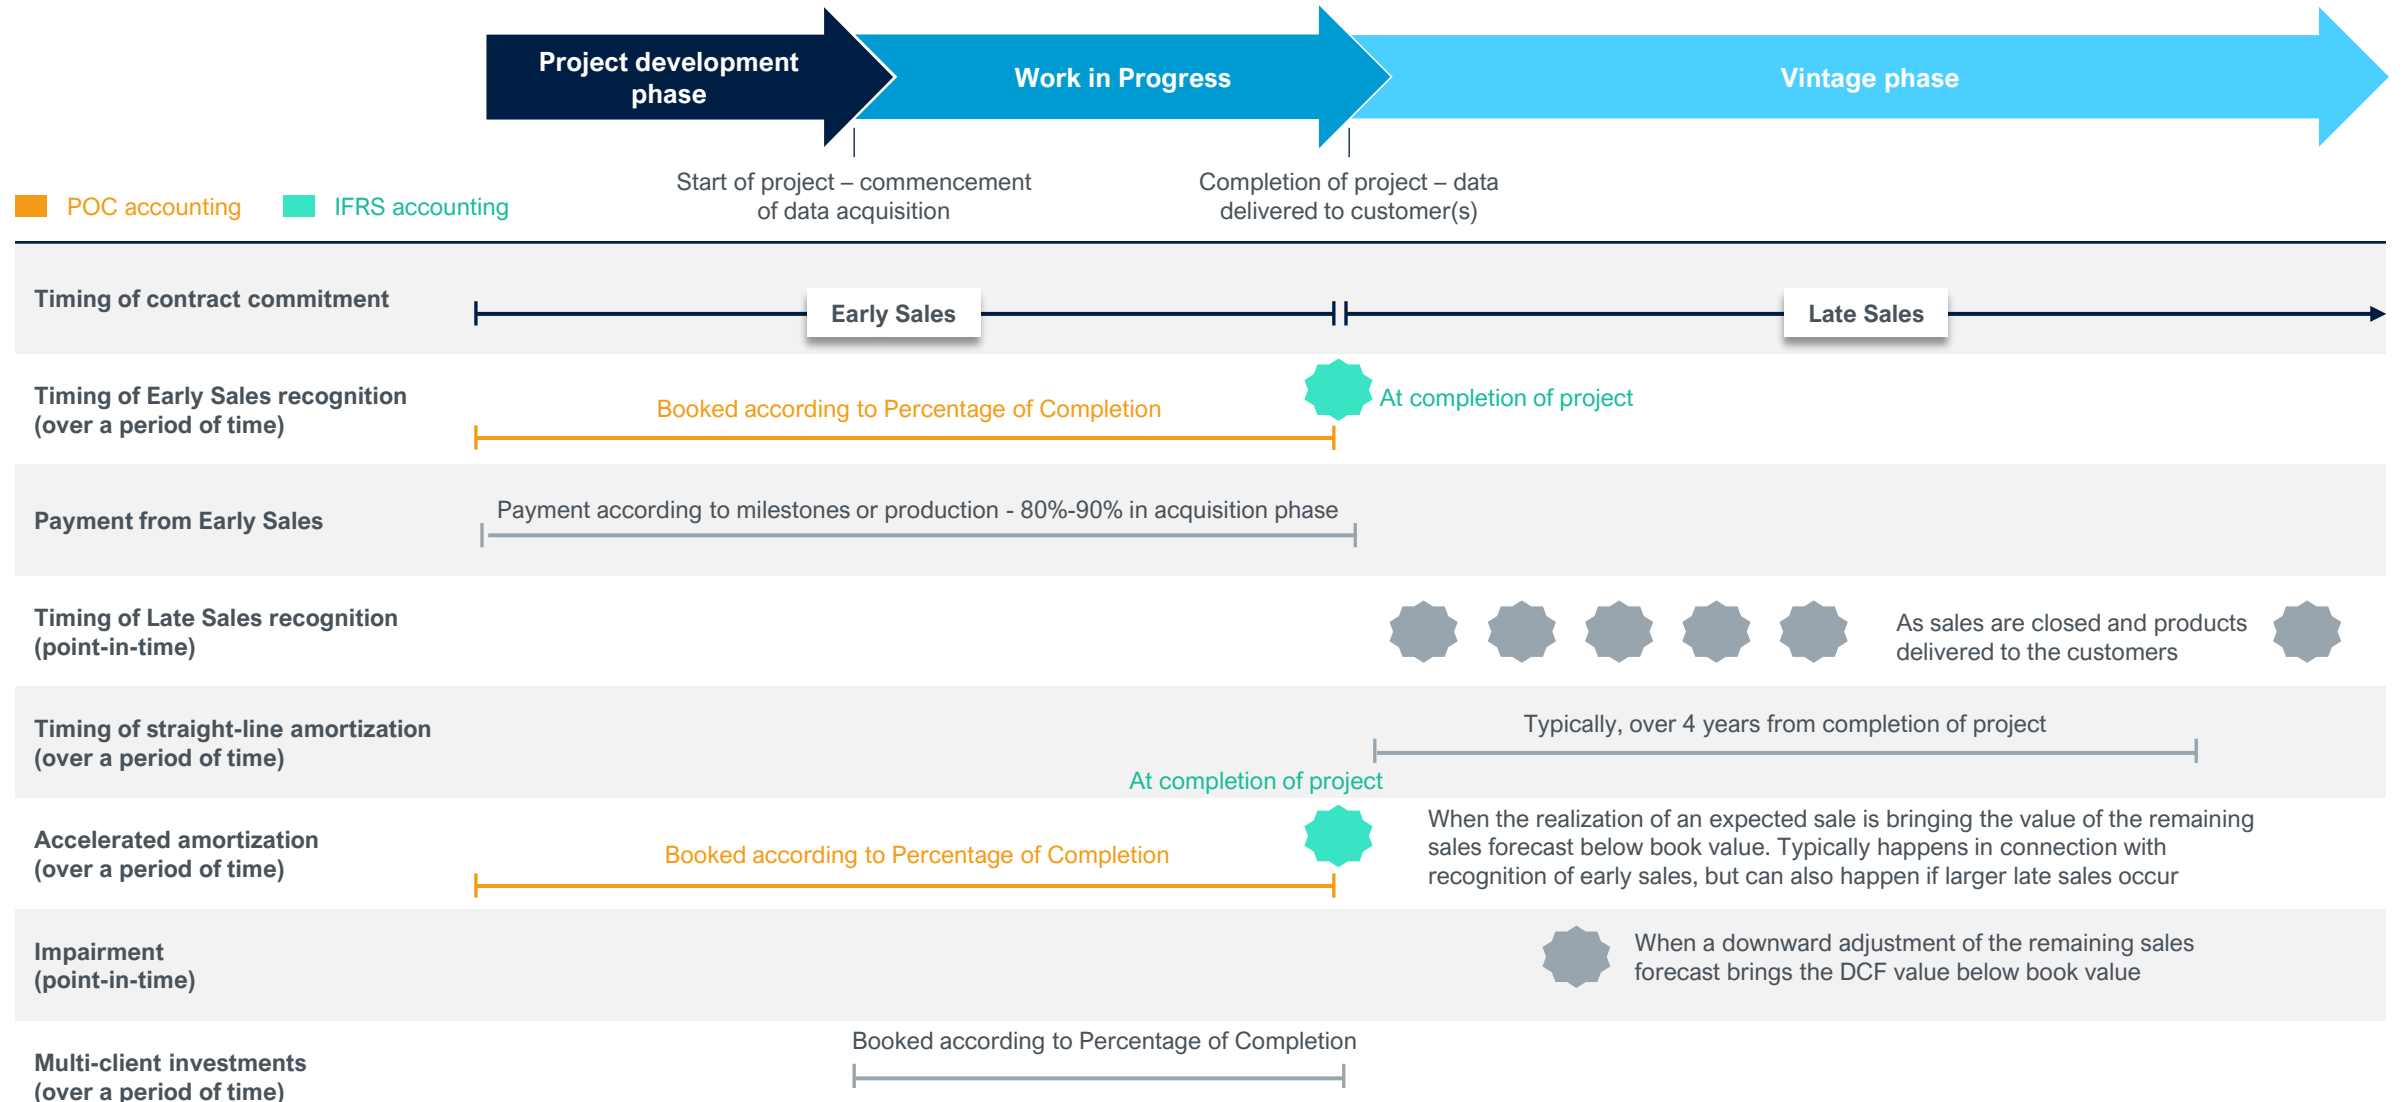 Project development
phase
Work in Progress
Vintage phase
Start of project – commencement
of data acquisition
Completion of project – data
delivered to customer(s)
POC accounting
IFRS accounting
Timing of contract commitment
Early Sales
Late Sales
Timing of Early Sales recognition
(over a period of time)
Booked according to Percentage of Completion
At completion of project
Payment from Early Sales
Payment according to milestones or production - 80%-90% in acquisition phase
Timing of Late Sales recognition
(point-in-time)
As sales are closed and products
delivered to the customers
Timing of straight-line amortization
(over a period of time)
Typically, over 4 years from completion of project
At completion of project
Accelerated amortization
(over a period of time)
Booked according to Percentage of Completion
When the realization of an expected sale is bringing the value of the remaining
sales forecast below book value. Typically happens in connection with
recognition of early sales, but can also happen if larger late sales occur
Impairment
(point-in-time)
When a downward adjustment of the remaining sales
forecast brings the DCF value below book value
Multi-client investments
(over a period of time)
Booked according to Percentage of Completion